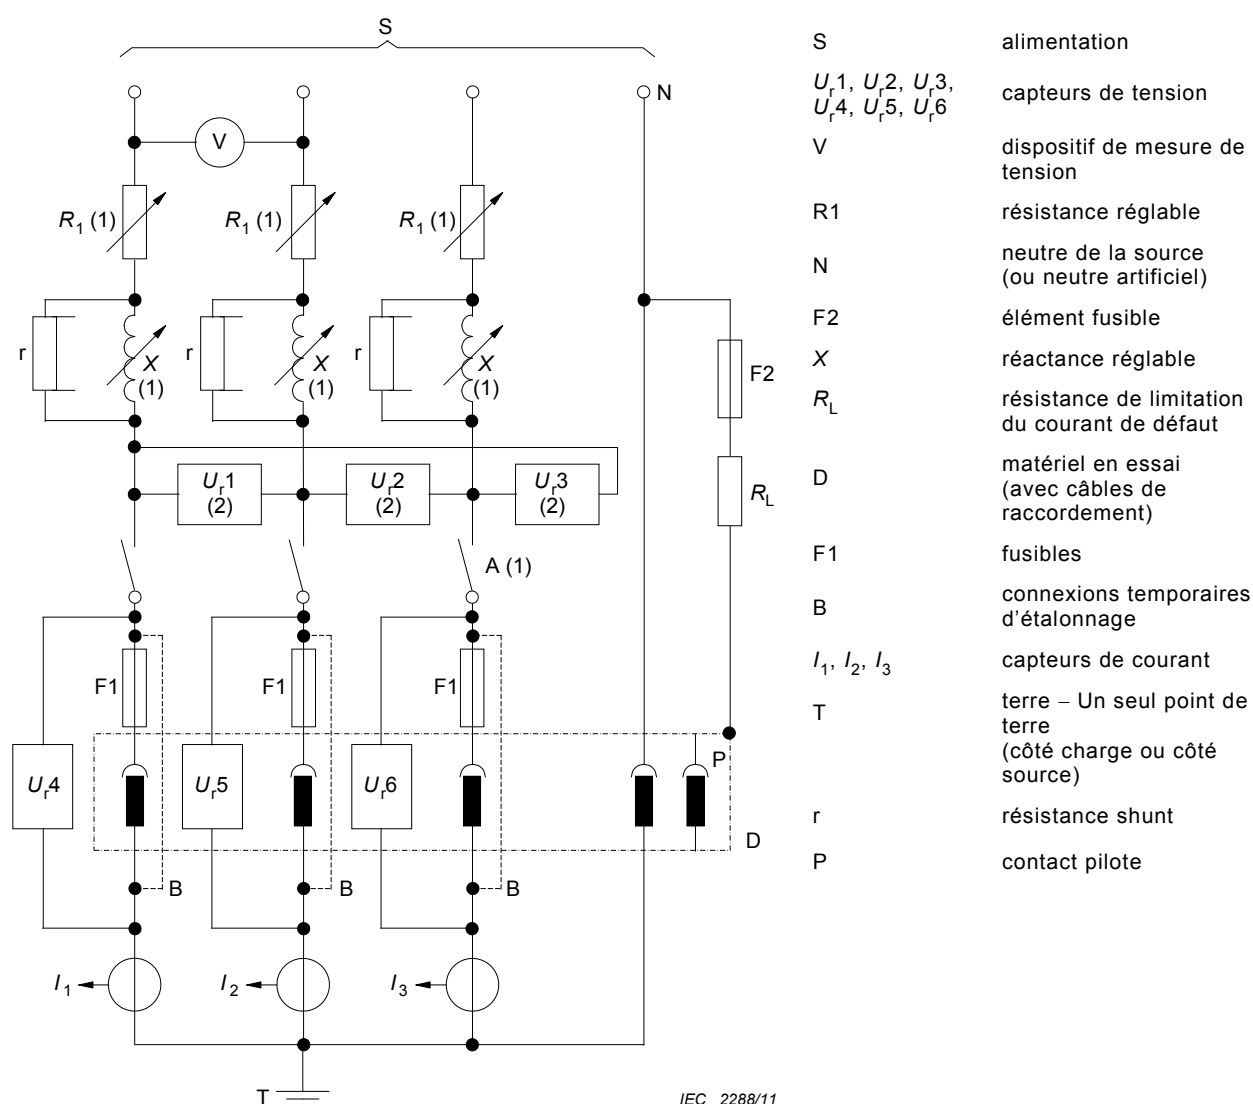 S
N
V
R1 (1)
R1 (1)
R1 (1)
r
X
(1)
r
X
(1)
r
X
(1)
F2
RL
Ur1
(2)
Ur2
(2)
Ur3
(2)
A (1)
F1
F1
F1
Ur4
Ur5
Ur6
P
D
B
B
B
I1
I2
I3
T
IEC 2288/11
S alimentation
Ur1, Ur2, Ur3,
Ur4, Ur5, Ur6
capteurs de tension
V dispositif de mesure de
tension
R1 résistance réglable
N neutre de la source
(ou neutre artificiel)
F2 élément fusible
X réactance réglable
RL résistance de limitation
du courant de défaut
D matériel en essai
(avec câbles de
raccordement)
F1 fusibles
B connexions temporaires
d'étalonnage
I1, I2, I3 capteurs de courant
T terre – Un seul point de
terre
(côté charge ou côté
source)
r résistance shunt
P contact pilote